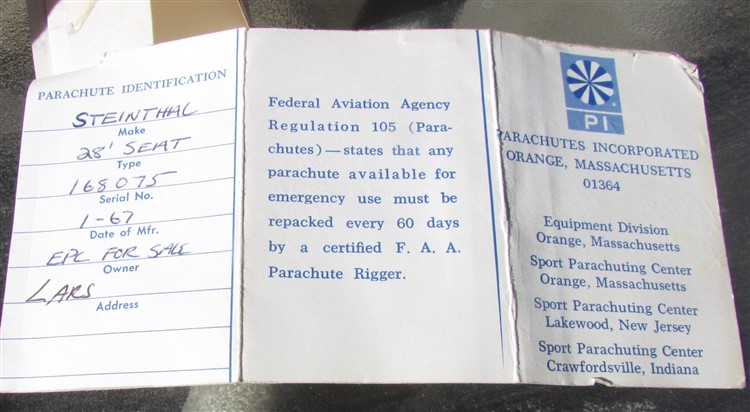 PARACHUTE IDENTIFICATION
STEINTHAL
Make
28' SEAT
Type
168075
Serial No.
1-67
Date of Mfr.
EPC FOR SALE
Owner
LARS
Address
Federal Aviation Agency
Regulation 105 (Para-
chutes)—states that any
parachute available for
emergency use must be
repacked every 60 days
by a certified F. A. A.
Parachute Rigger.
PI
PARACHUTES INCORPORATED
ORANGE, MASSACHUSETTS
01364
Equipment Division
Orange, Massachusetts
Sport Parachuting Center
Orange, Massachusetts
Sport Parachuting Center
Lakewood, New Jersey
Sport Parachuting Center
Crawfordsville, Indiana